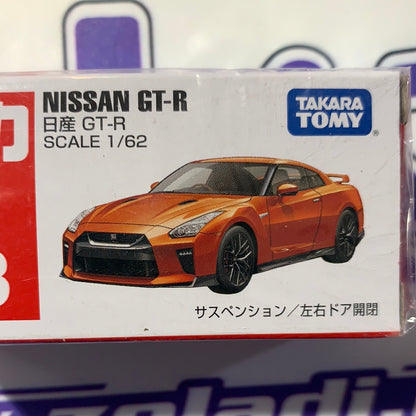 NISSAN GT-R
日産 GT-R
SCALE 1/62
TAKARA
TOMY
サスペンション／左右ドア開閉